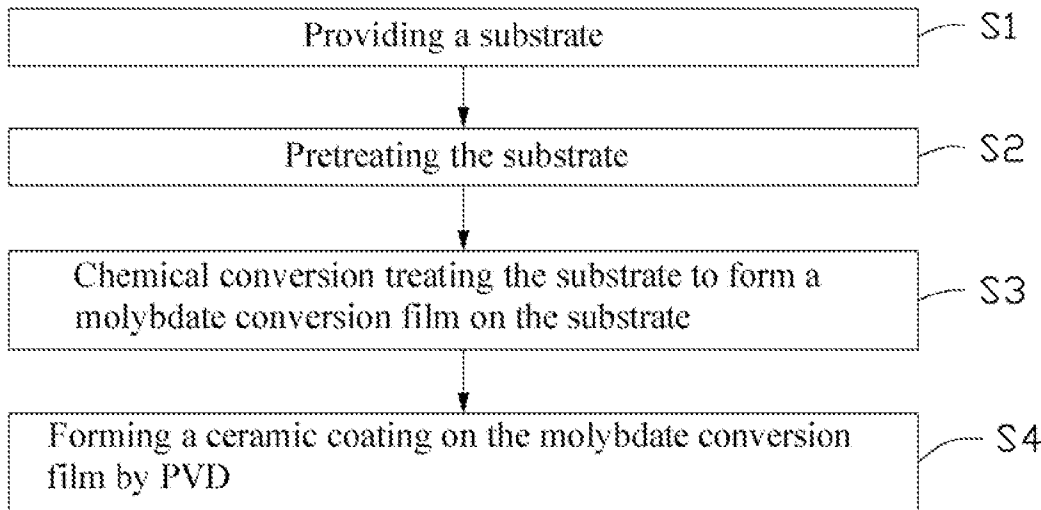 Providing a substrate
S1
Pretreating the substrate
S2
Chemical conversion treating the substrate to form a
molybdate conversion film on the substrate
S3
Forming a ceramic coating on the molybdate conversion
film by PVD
S4